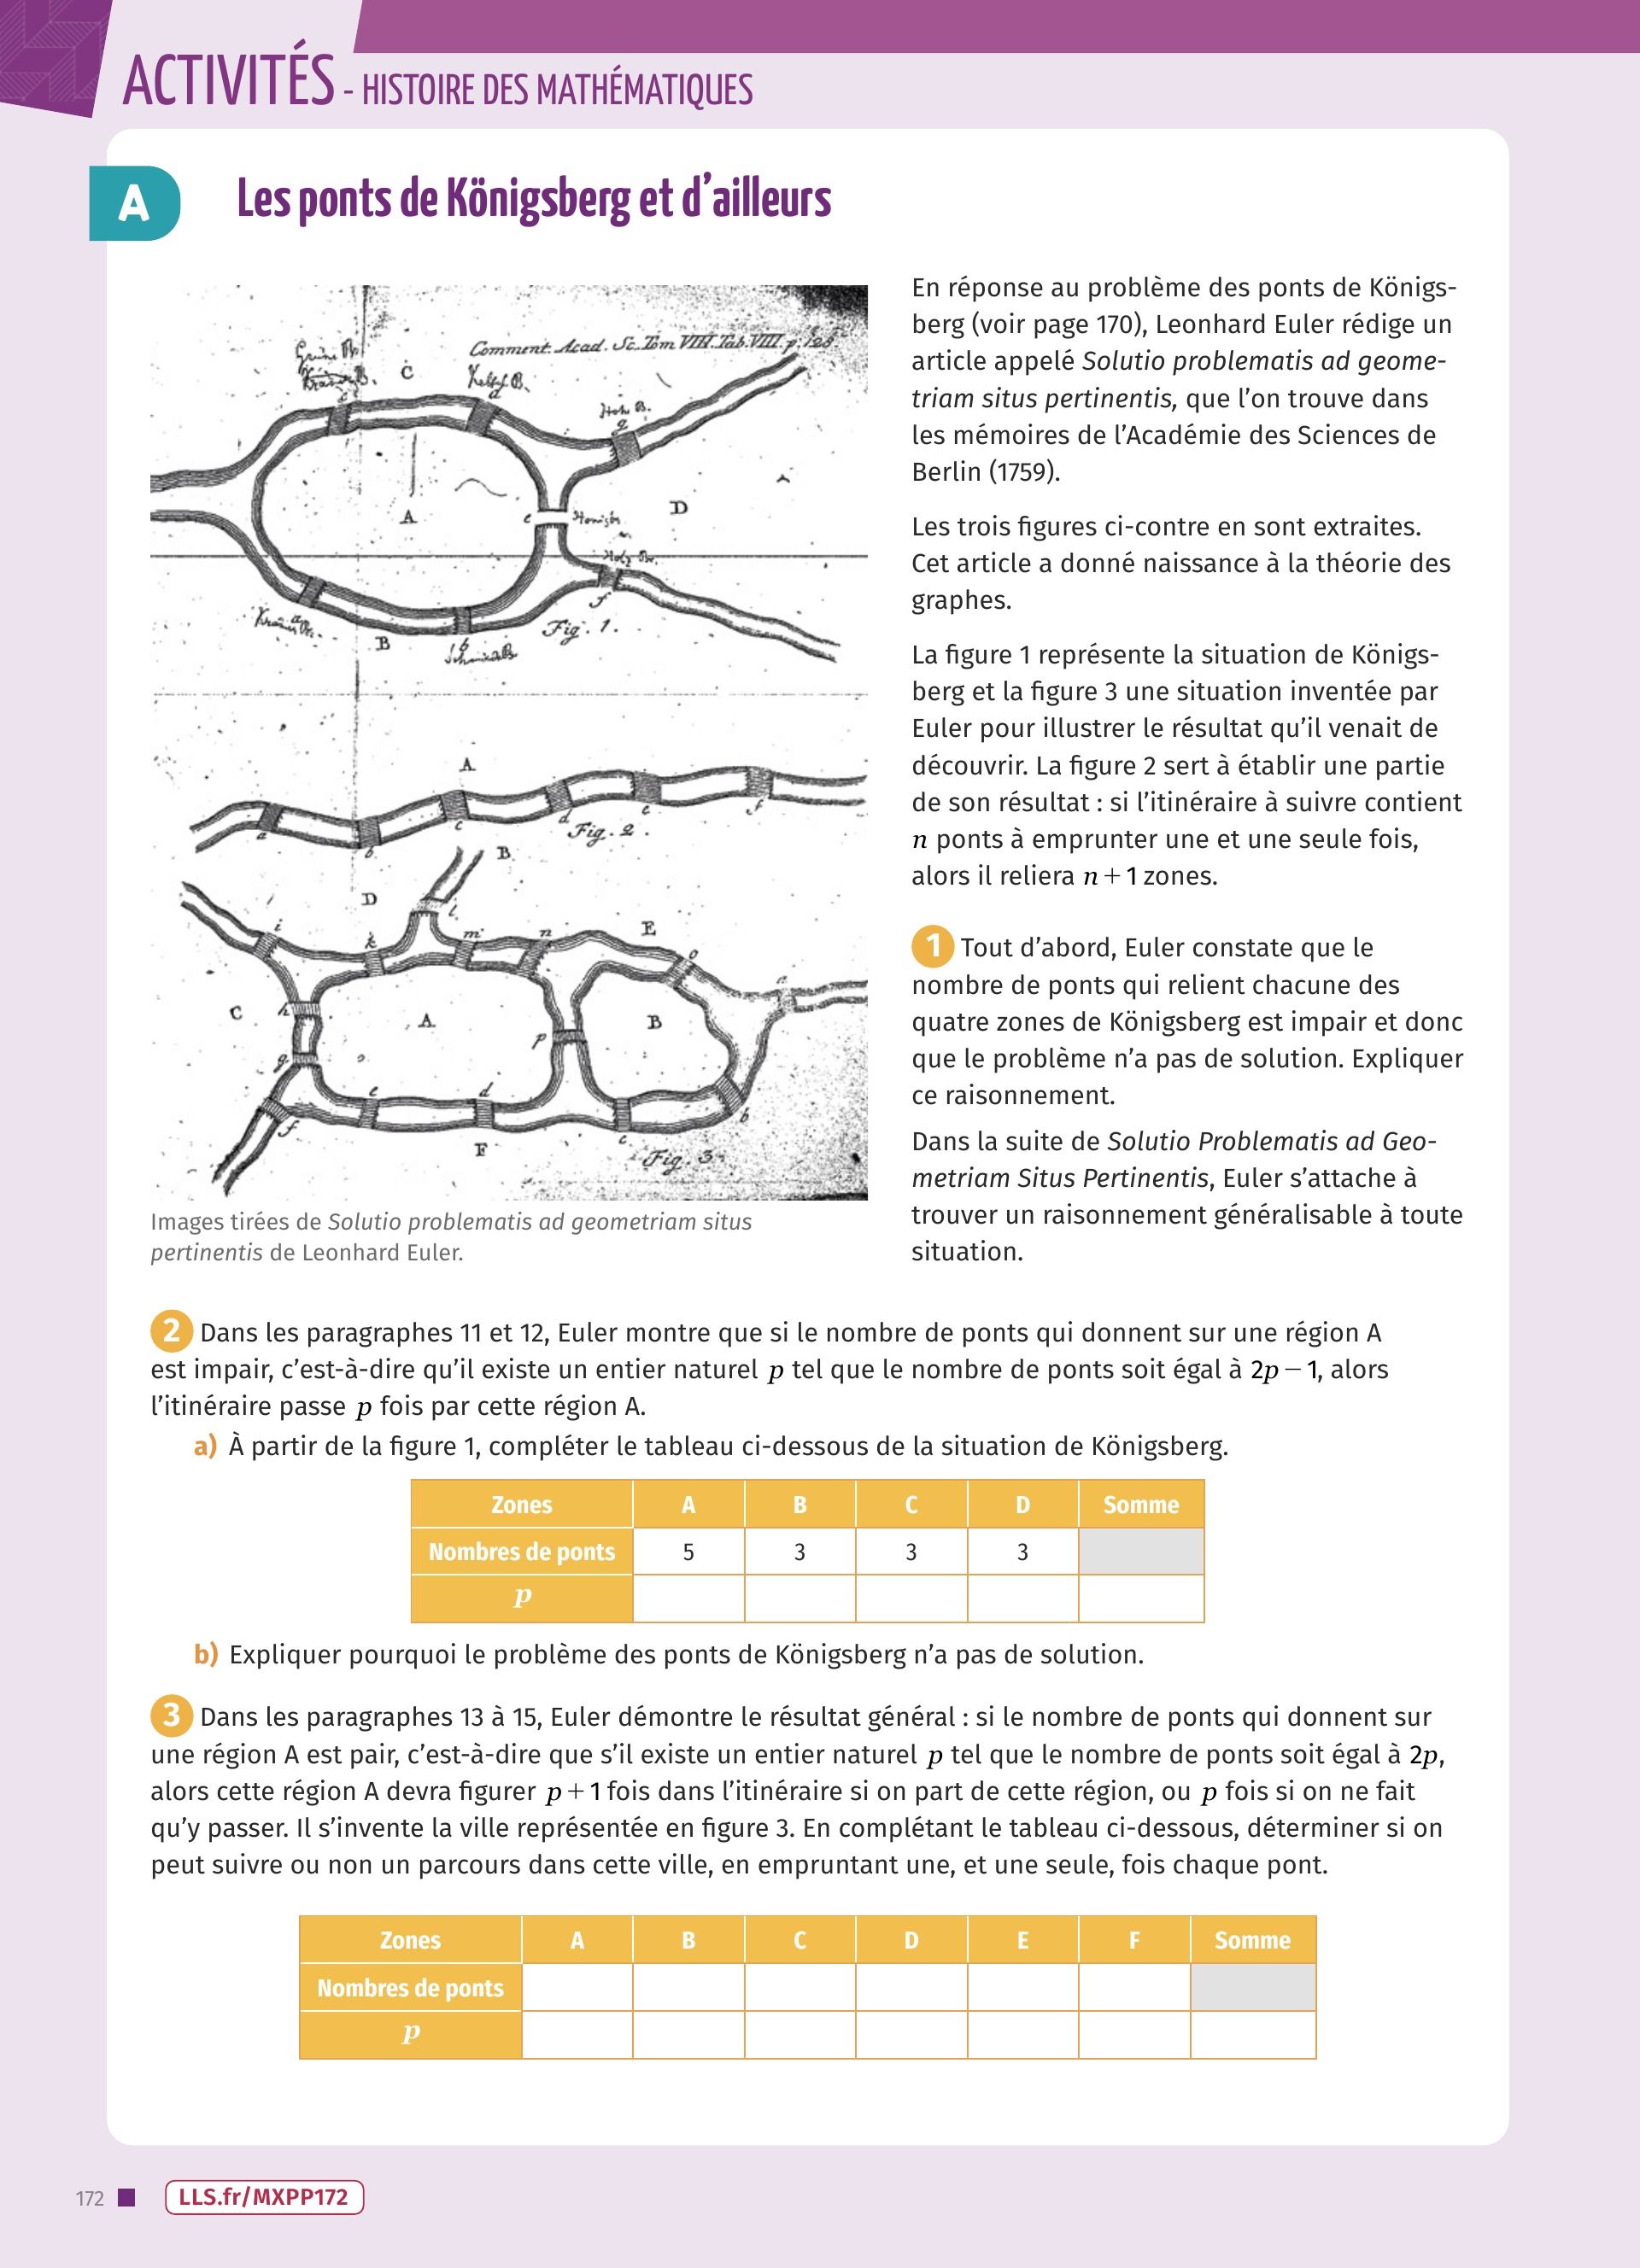 ACTIVITÉS - HISTOIRE DES MATHÉMATIQUES
A
Les ponts de Königsberg et d'ailleurs
Comment. Acad. Sc. Tom VIII. Tab. VIII. p. 128
C
d
g
A
e
D
f
a
B
b
Fig. 1.
A
a
b
c
d
e
f
Fig. 2.
B
D
l
i
k
m
n
E
o
a
C
h
A
B
p
g
e
d
f
F
c
b
Fig. 3.
Images tirées de Solutio problematis ad geometriam situs
pertinentis de Leonhard Euler.
En réponse au problème des ponts de Königs-
berg (voir page 170), Leonhard Euler rédige un
article appelé Solutio problematis ad geome-
triam situs pertinentis, que l'on trouve dans
les mémoires de l'Académie des Sciences de
Berlin (1759).
Les trois figures ci-contre en sont extraites.
Cet article a donné naissance à la théorie des
graphes.
La figure 1 représente la situation de Königs-
berg et la figure 3 une situation inventée par
Euler pour illustrer le résultat qu'il venait de
découvrir. La figure 2 sert à établir une partie
de son résultat : si l'itinéraire à suivre contient
n ponts à emprunter une et une seule fois,
alors il reliera n + 1 zones.
1 Tout d'abord, Euler constate que le
nombre de ponts qui relient chacune des
quatre zones de Königsberg est impair et donc
que le problème n'a pas de solution. Expliquer
ce raisonnement.
Dans la suite de Solutio Problematis ad Geo-
metriam Situs Pertinentis, Euler s'attache à
trouver un raisonnement généralisable à toute
situation.
2 Dans les paragraphes 11 et 12, Euler montre que si le nombre de ponts qui donnent sur une région A
est impair, c'est-à-dire qu'il existe un entier naturel p tel que le nombre de ponts soit égal à 2p − 1, alors
l'itinéraire passe p fois par cette région A.
a) À partir de la figure 1, compléter le tableau ci-dessous de la situation de Königsberg.
Zones A B C D Somme
Nombres de ponts 5 3 3 3
p
b) Expliquer pourquoi le problème des ponts de Königsberg n'a pas de solution.
3 Dans les paragraphes 13 à 15, Euler démontre le résultat général : si le nombre de ponts qui donnent sur
une région A est pair, c'est-à-dire que s'il existe un entier naturel p tel que le nombre de ponts soit égal à 2p,
alors cette région A devra figurer p + 1 fois dans l'itinéraire si on part de cette région, ou p fois si on ne fait
qu'y passer. Il s'invente la ville représentée en figure 3. En complétant le tableau ci-dessous, déterminer si on
peut suivre ou non un parcours dans cette ville, en empruntant une, et une seule, fois chaque pont.
Zones A B C D E F Somme
Nombres de ponts
p
172
LLS.fr/MXPP172